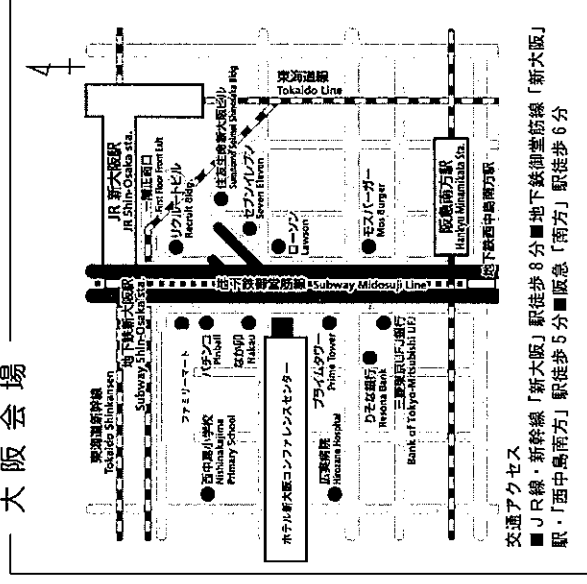 大阪会場
東海道新幹線
Tokaido Shinkansen
地下鉄新大阪駅
Subway Shin-Osaka sta.
JR 新大阪駅
JR Shin-Osaka sta.
一階正面口
First Floor Front Exit
リクルートビル
Recruit Bldg.
住友生命新大阪ビル
東海道線
Tokaido Line
ファミリーマート
パチンコ
Pinball
なか卯
Nakau
西中島小学校
Nishinakajima
Primary School
セブンイレブン
Seven Eleven
地下鉄御堂筋線 Subway Midosuji Line
ローソン
Lawson
ホテル新大阪コンファレンスセンター
プライムタワー
Prime Tower
広英病院
Hirozane Hospital
モスバーガー
Mos Burger
りそな銀行
Resona Bank
三菱東京UFJ銀行
Bank of Tokyo-Mitsubishi UFJ
阪急南方駅
Hankyu Minamikata Sta.
地下鉄西中島南方駅
交通アクセス
■JR線・新幹線「新大阪」駅徒歩8分■地下鉄御堂筋線「新大阪」
駅・「西中島南方」駅徒歩5分■阪急「南方」駅徒歩6分